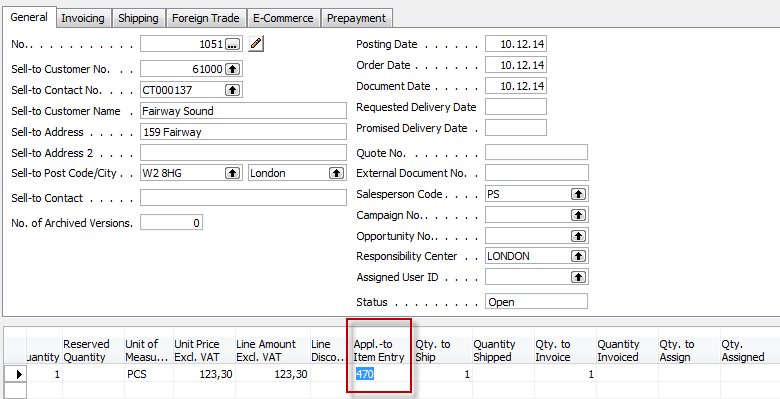 General Invoicing Shipping Foreign Trade E-Commerce Prepayment
No. . . . . . . . . . . . . 1051 ...
Sell-to Customer No. . . . 61000
Sell-to Contact No. . . . . CT000137
Sell-to Customer Name . Fairway Sound
Sell-to Address . . . . . 159 Fairway
Sell-to Address 2 . . . .
Sell-to Post Code/City . . W2 8HG London
Sell-to Contact . . . . .
No. of Archived Versions. 0
Posting Date . . . . . . 10.12.14
Order Date . . . . . . . 10.12.14
Document Date . . . . . 10.12.14
Requested Delivery Date
Promised Delivery Date .
Quote No. . . . . . . . .
External Document No. .
Salesperson Code . . . . PS
Campaign No. . . . . . .
Opportunity No. . . . . .
Responsibility Center . . LONDON
Assigned User ID . . . .
Status . . . . . . . . . Open
uantity Reserved Quantity Unit of Measu... Unit Price Excl. VAT Line Amount Excl. VAT Line Disco... Appl.-to Item Entry Qty. to Ship Quantity Shipped Qty. to Invoice Quantity Invoiced Qty. to Assign Qty. Assigned
1 PCS 123,30 123,30 470 1 1